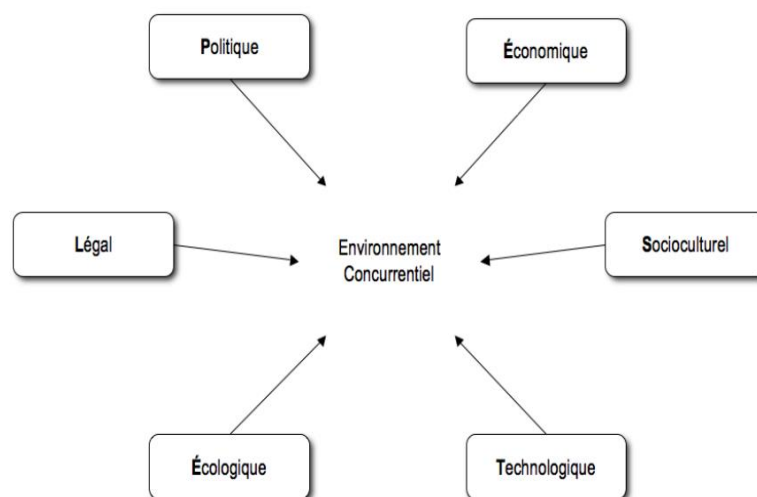 Politique
Économique
Légal
Environnement
Concurrentiel
Socioculturel
Écologique
Technologique